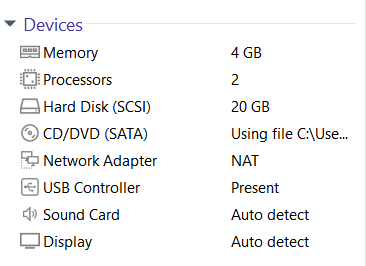 Devices
Memory 4 GB
Processors 2
Hard Disk (SCSI) 20 GB
CD/DVD (SATA) Using file C:\Use...
Network Adapter NAT
USB Controller Present
Sound Card Auto detect
Display Auto detect